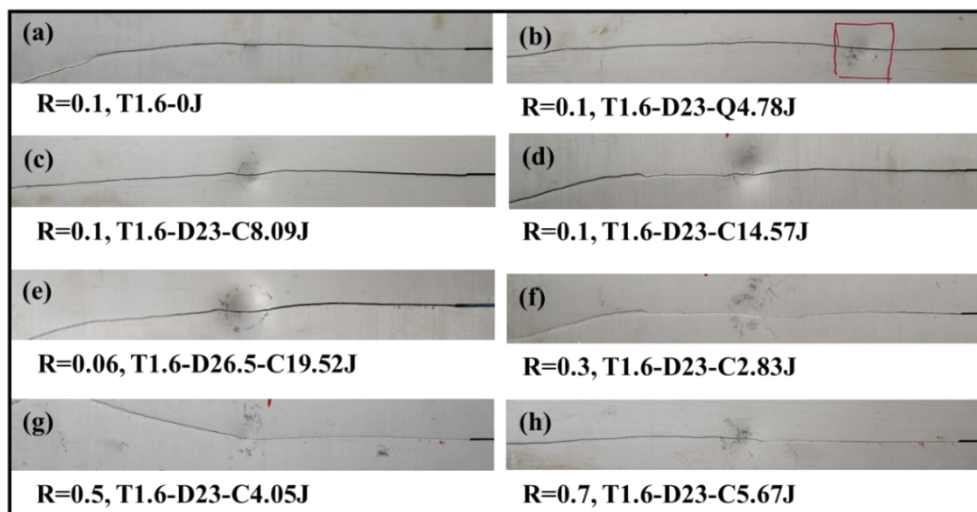 (a)
R=0.1, T1.6-0J
(b)
R=0.1, T1.6-D23-Q4.78J
(c)
R=0.1, T1.6-D23-C8.09J
(d)
R=0.1, T1.6-D23-C14.57J
(e)
R=0.06, T1.6-D26.5-C19.52J
(f)
R=0.3, T1.6-D23-C2.83J
(g)
R=0.5, T1.6-D23-C4.05J
(h)
R=0.7, T1.6-D23-C5.67J